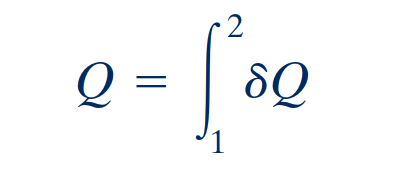 Q = ∫₁² δQ